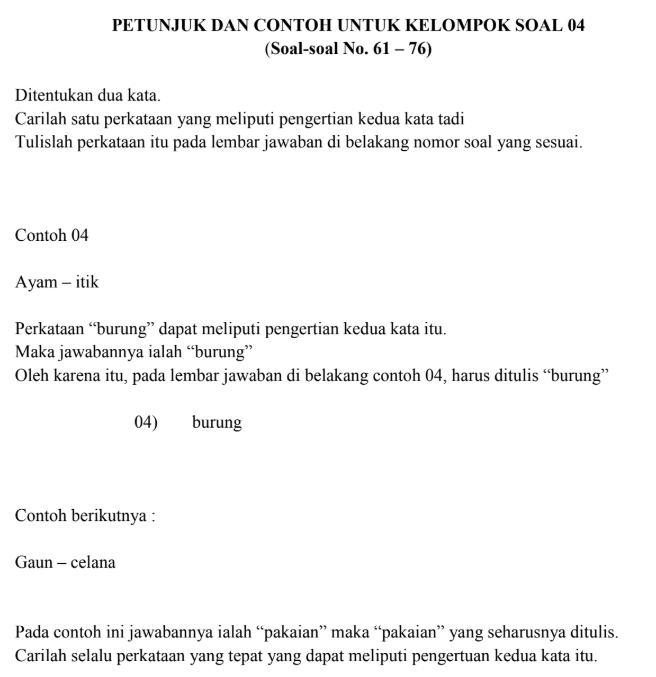 PETUNJUK DAN CONTOH UNTUK KELOMPOK SOAL 04
(Soal-soal No. 61 – 76)
Ditentukan dua kata.
Carilah satu perkataan yang meliputi pengertian kedua kata tadi
Tulislah perkataan itu pada lembar jawaban di belakang nomor soal yang sesuai.
Contoh 04
Ayam – itik
Perkataan “burung” dapat meliputi pengertian kedua kata itu.
Maka jawabannya ialah “burung”
Oleh karena itu, pada lembar jawaban di belakang contoh 04, harus ditulis “burung”
04) burung
Contoh berikutnya :
Gaun – celana
Pada contoh ini jawabannya ialah “pakaian” maka “pakaian” yang seharusnya ditulis.
Carilah selalu perkataan yang tepat yang dapat meliputi pengertuan kedua kata itu.